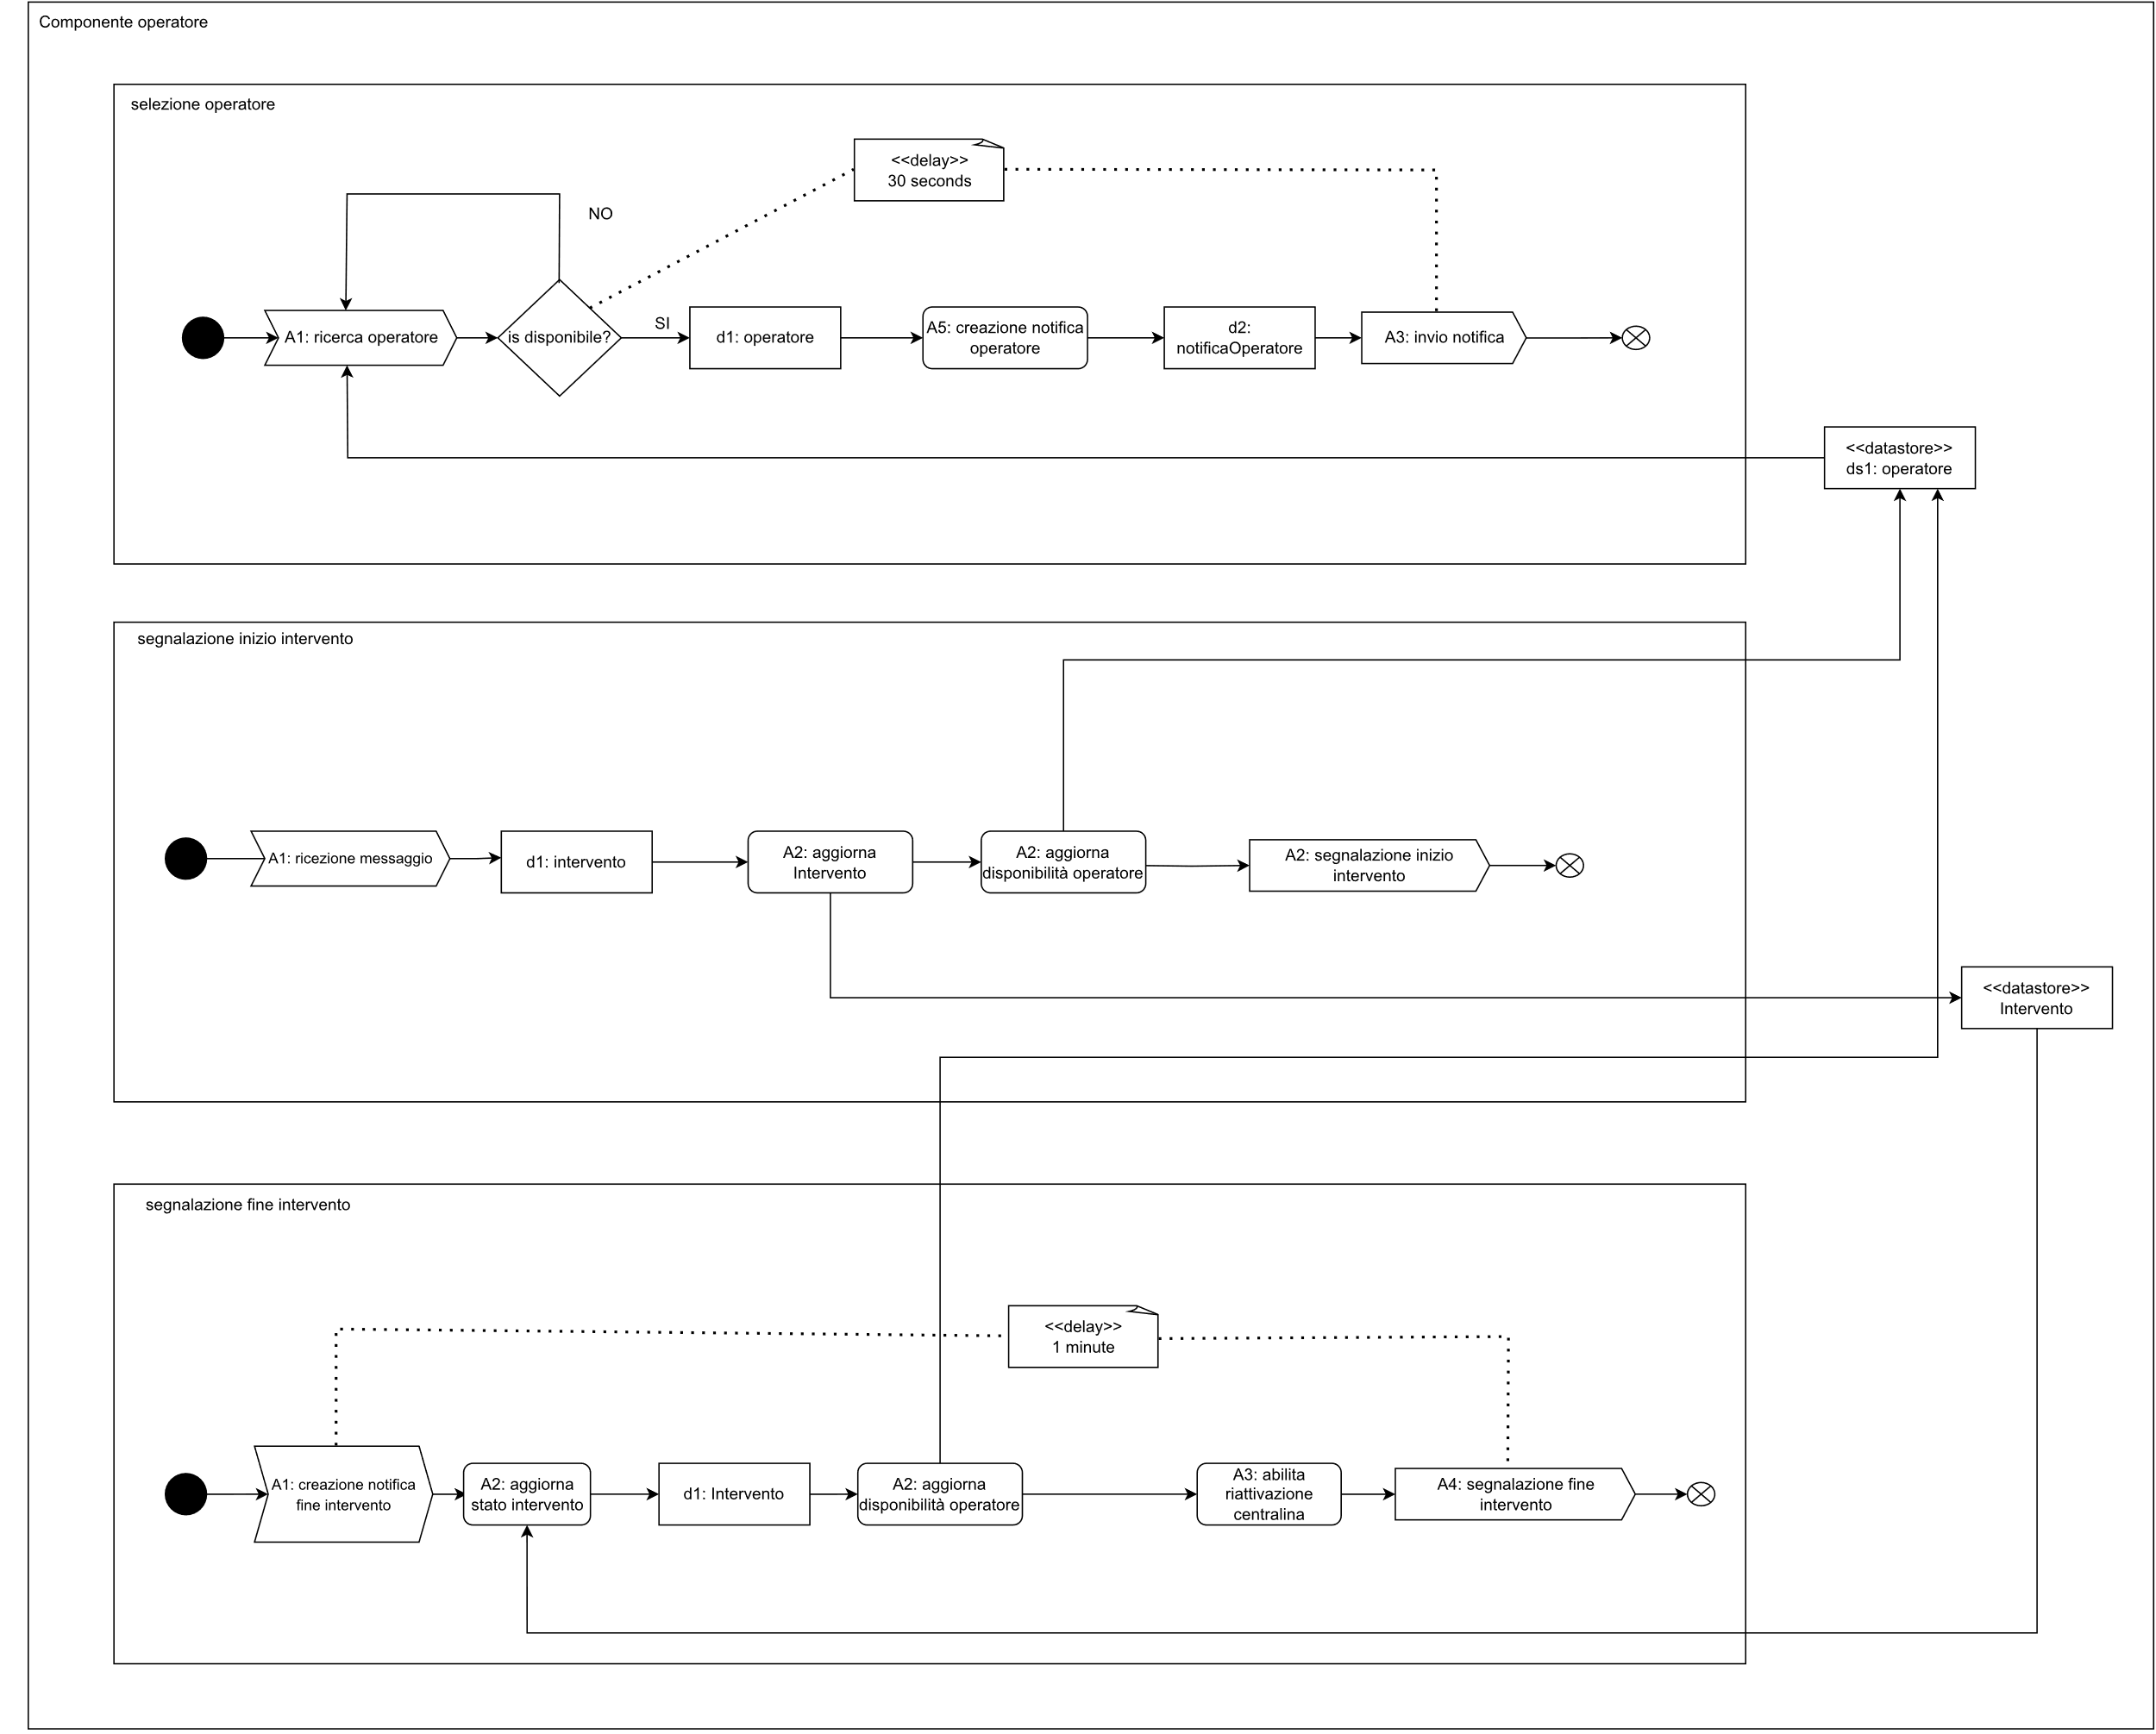 Componente operatore
selezione operatore
<<delay>>
30 seconds
NO
A1: ricerca operatore
is disponibile?
SI
d1: operatore
A5: creazione notifica
operatore
d2:
notificaOperatore
A3: invio notifica
<<datastore>>
ds1: operatore
segnalazione inizio intervento
A1: ricezione messaggio
d1: intervento
A2: aggiorna
Intervento
A2: aggiorna
disponibilità operatore
A2: segnalazione inizio
intervento
<<datastore>>
Intervento
segnalazione fine intervento
<<delay>>
1 minute
A1: creazione notifica
fine intervento
A2: aggiorna
stato intervento
d1: Intervento
A2: aggiorna
disponibilità operatore
A3: abilita
riattivazione
centralina
A4: segnalazione fine
intervento